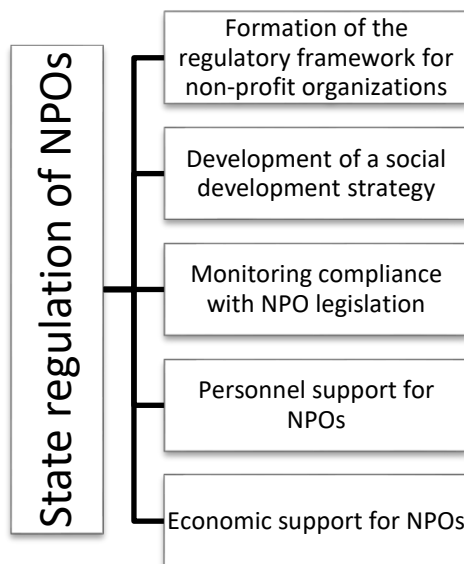 State regulation of NPOs
Formation of the
regulatory framework for
non-profit organizations
Development of a social
development strategy
Monitoring compliance
with NPO legislation
Personnel support for
NPOs
Economic support for NPOs